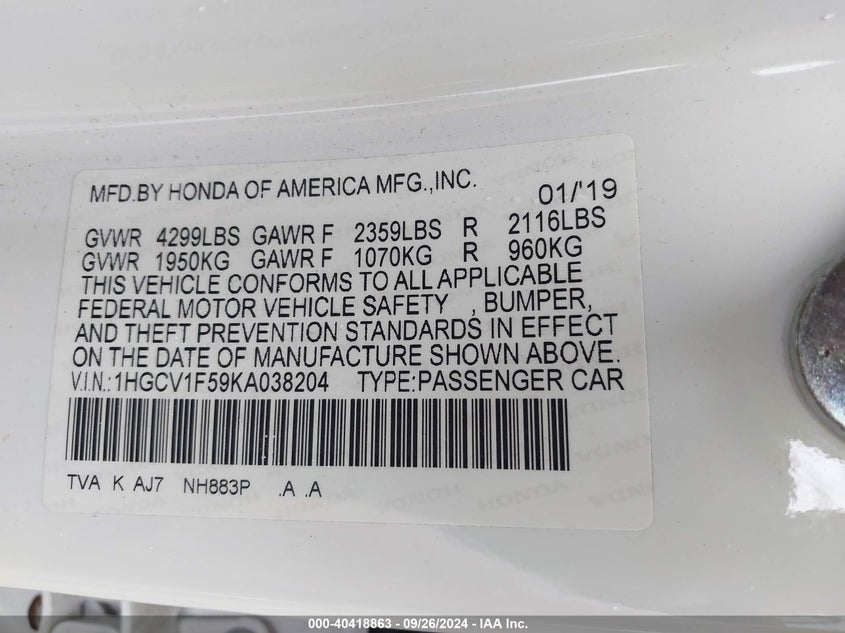 MFD.BY HONDA OF AMERICA MFG.,INC. 01/'19
GVWR 4299LBS GAWR F 2359LBS R 2116LBS
GVWR 1950KG GAWR F 1070KG R 960KG
THIS VEHICLE CONFORMS TO ALL APPLICABLE
FEDERAL MOTOR VEHICLE SAFETY , BUMPER,
AND THEFT PREVENTION STANDARDS IN EFFECT
ON THE DATE OF MANUFACTURE SHOWN ABOVE.
V.I.N.:1HGCV1F59KA038204 TYPE:PASSENGER CAR
TVA K AJ7 NH883P .A .A
000-40418863 - 09/26/2024 - IAA Inc.